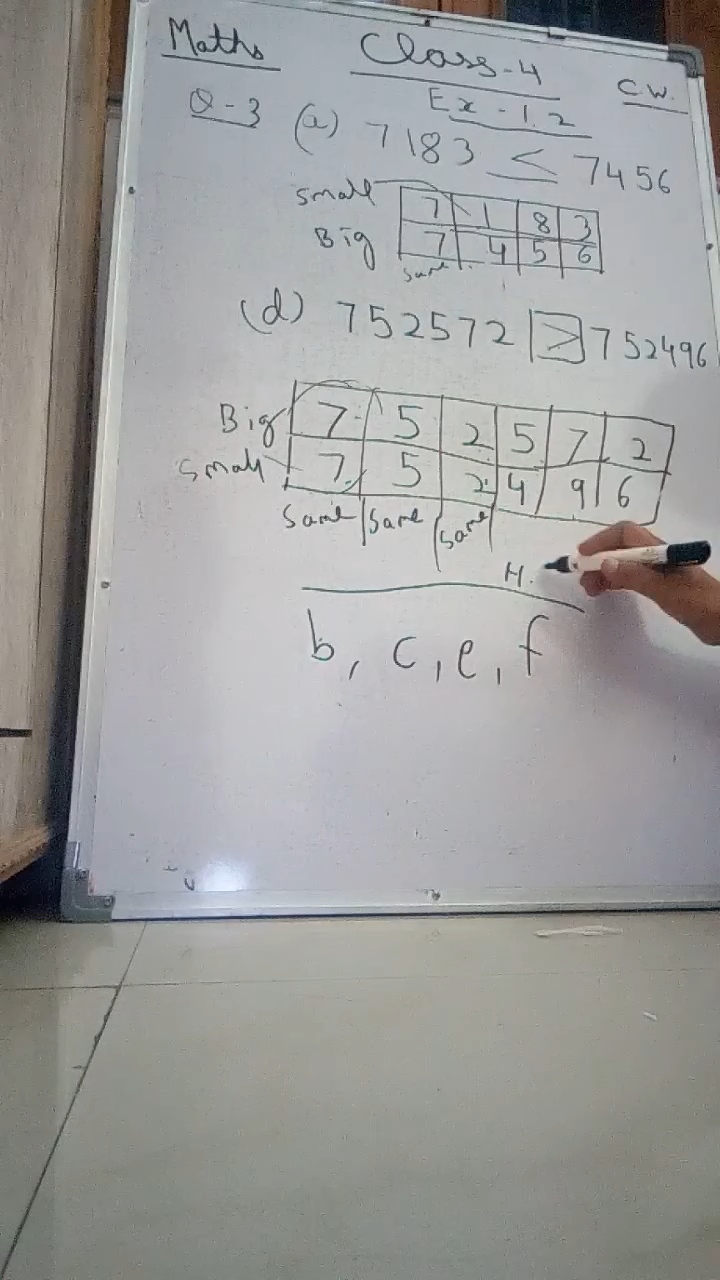 Maths Class-4 C.W.
Ex-1.2
Q-3 (a) 7183 < 7456
Small 7 1 8 3
Big 7 4 5 6
Same
(d) 752572 > 752496
Big 7 5 2 5 7 2
Small 7 5 2 4 9 6
Same Same Same
H.
b, c, e, f